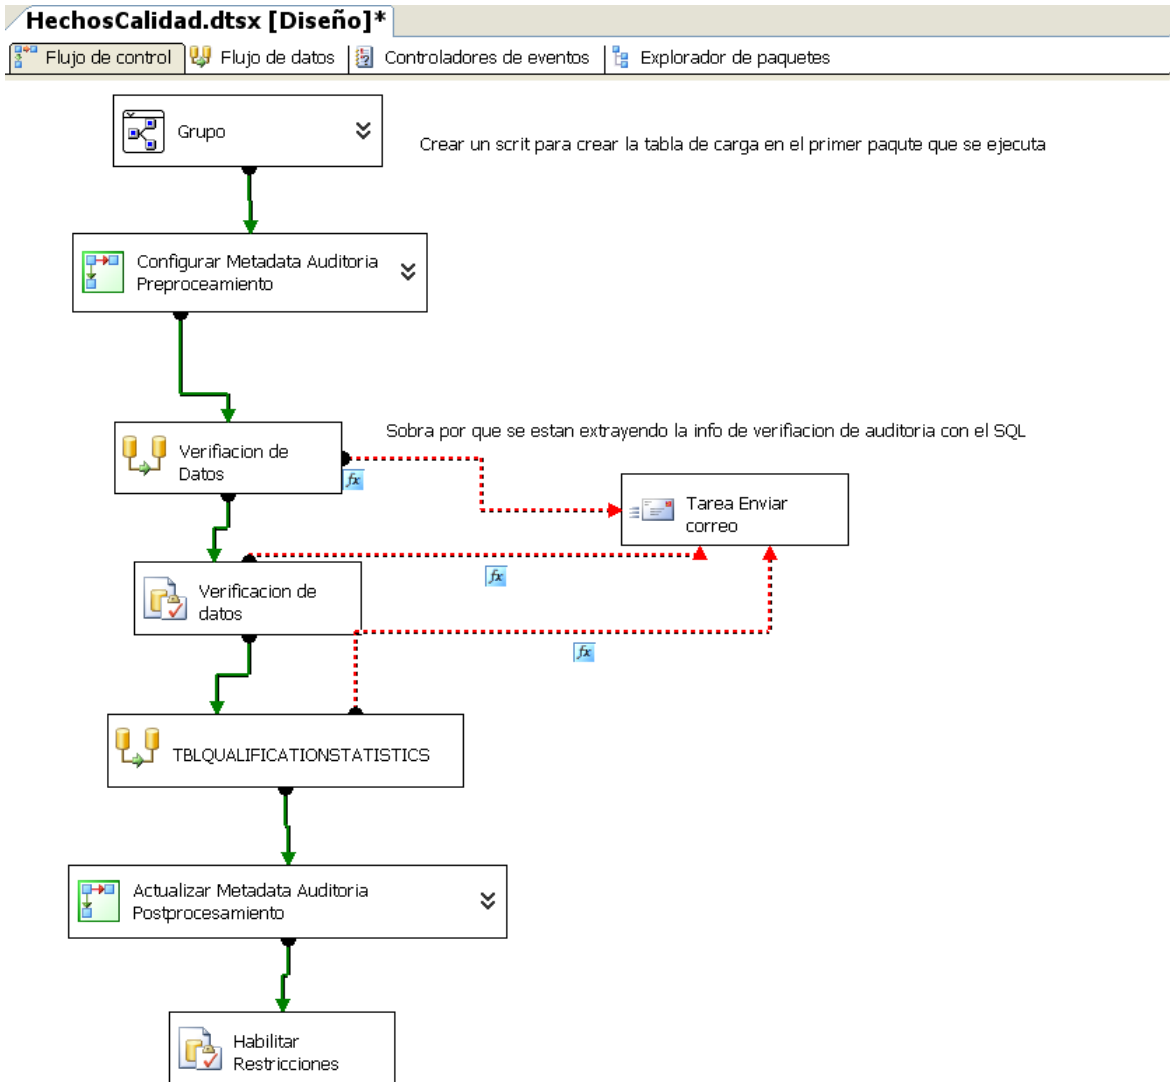 HechosCalidad.dtsx [Diseño]*
Flujo de control Flujo de datos Controladores de eventos Explorador de paquetes
Grupo
Crear un scrit para crear la tabla de carga en el primer paqute que se ejecuta
Configurar Metadata Auditoria
Preproceamiento
Sobra por que se estan extrayendo la info de verifiacion de auditoria con el SQL
Verifiacion de
Datos
fx
Tarea Enviar
correo
fx
Verificacion de
datos
fx
TBLQUALIFICATIONSTATISTICS
Actualizar Metadata Auditoria
Postprocesamiento
Habilitar
Restricciones